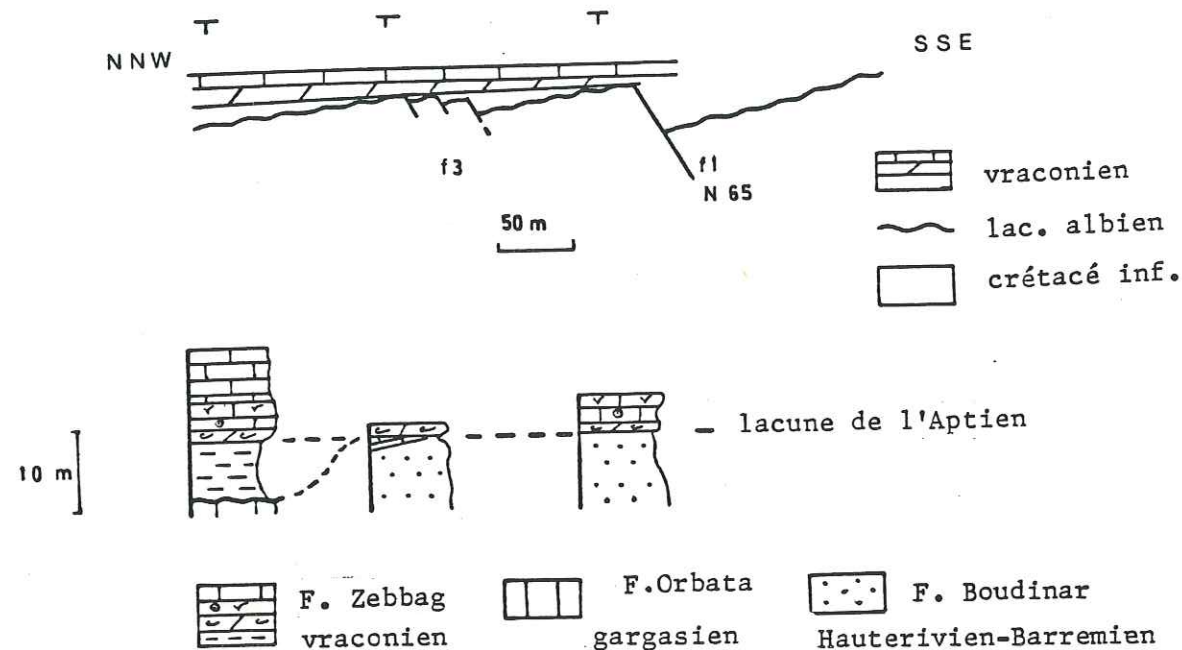 NNW
SSE
f3
f1
N 65
50 m
vraconien
lac. albien
crétacé inf.
10 m
lacune de l'Aptien
F. Zebbag
vraconien
F.Orbata
gargasien
F. Boudinar
Hauterivien-Barremien